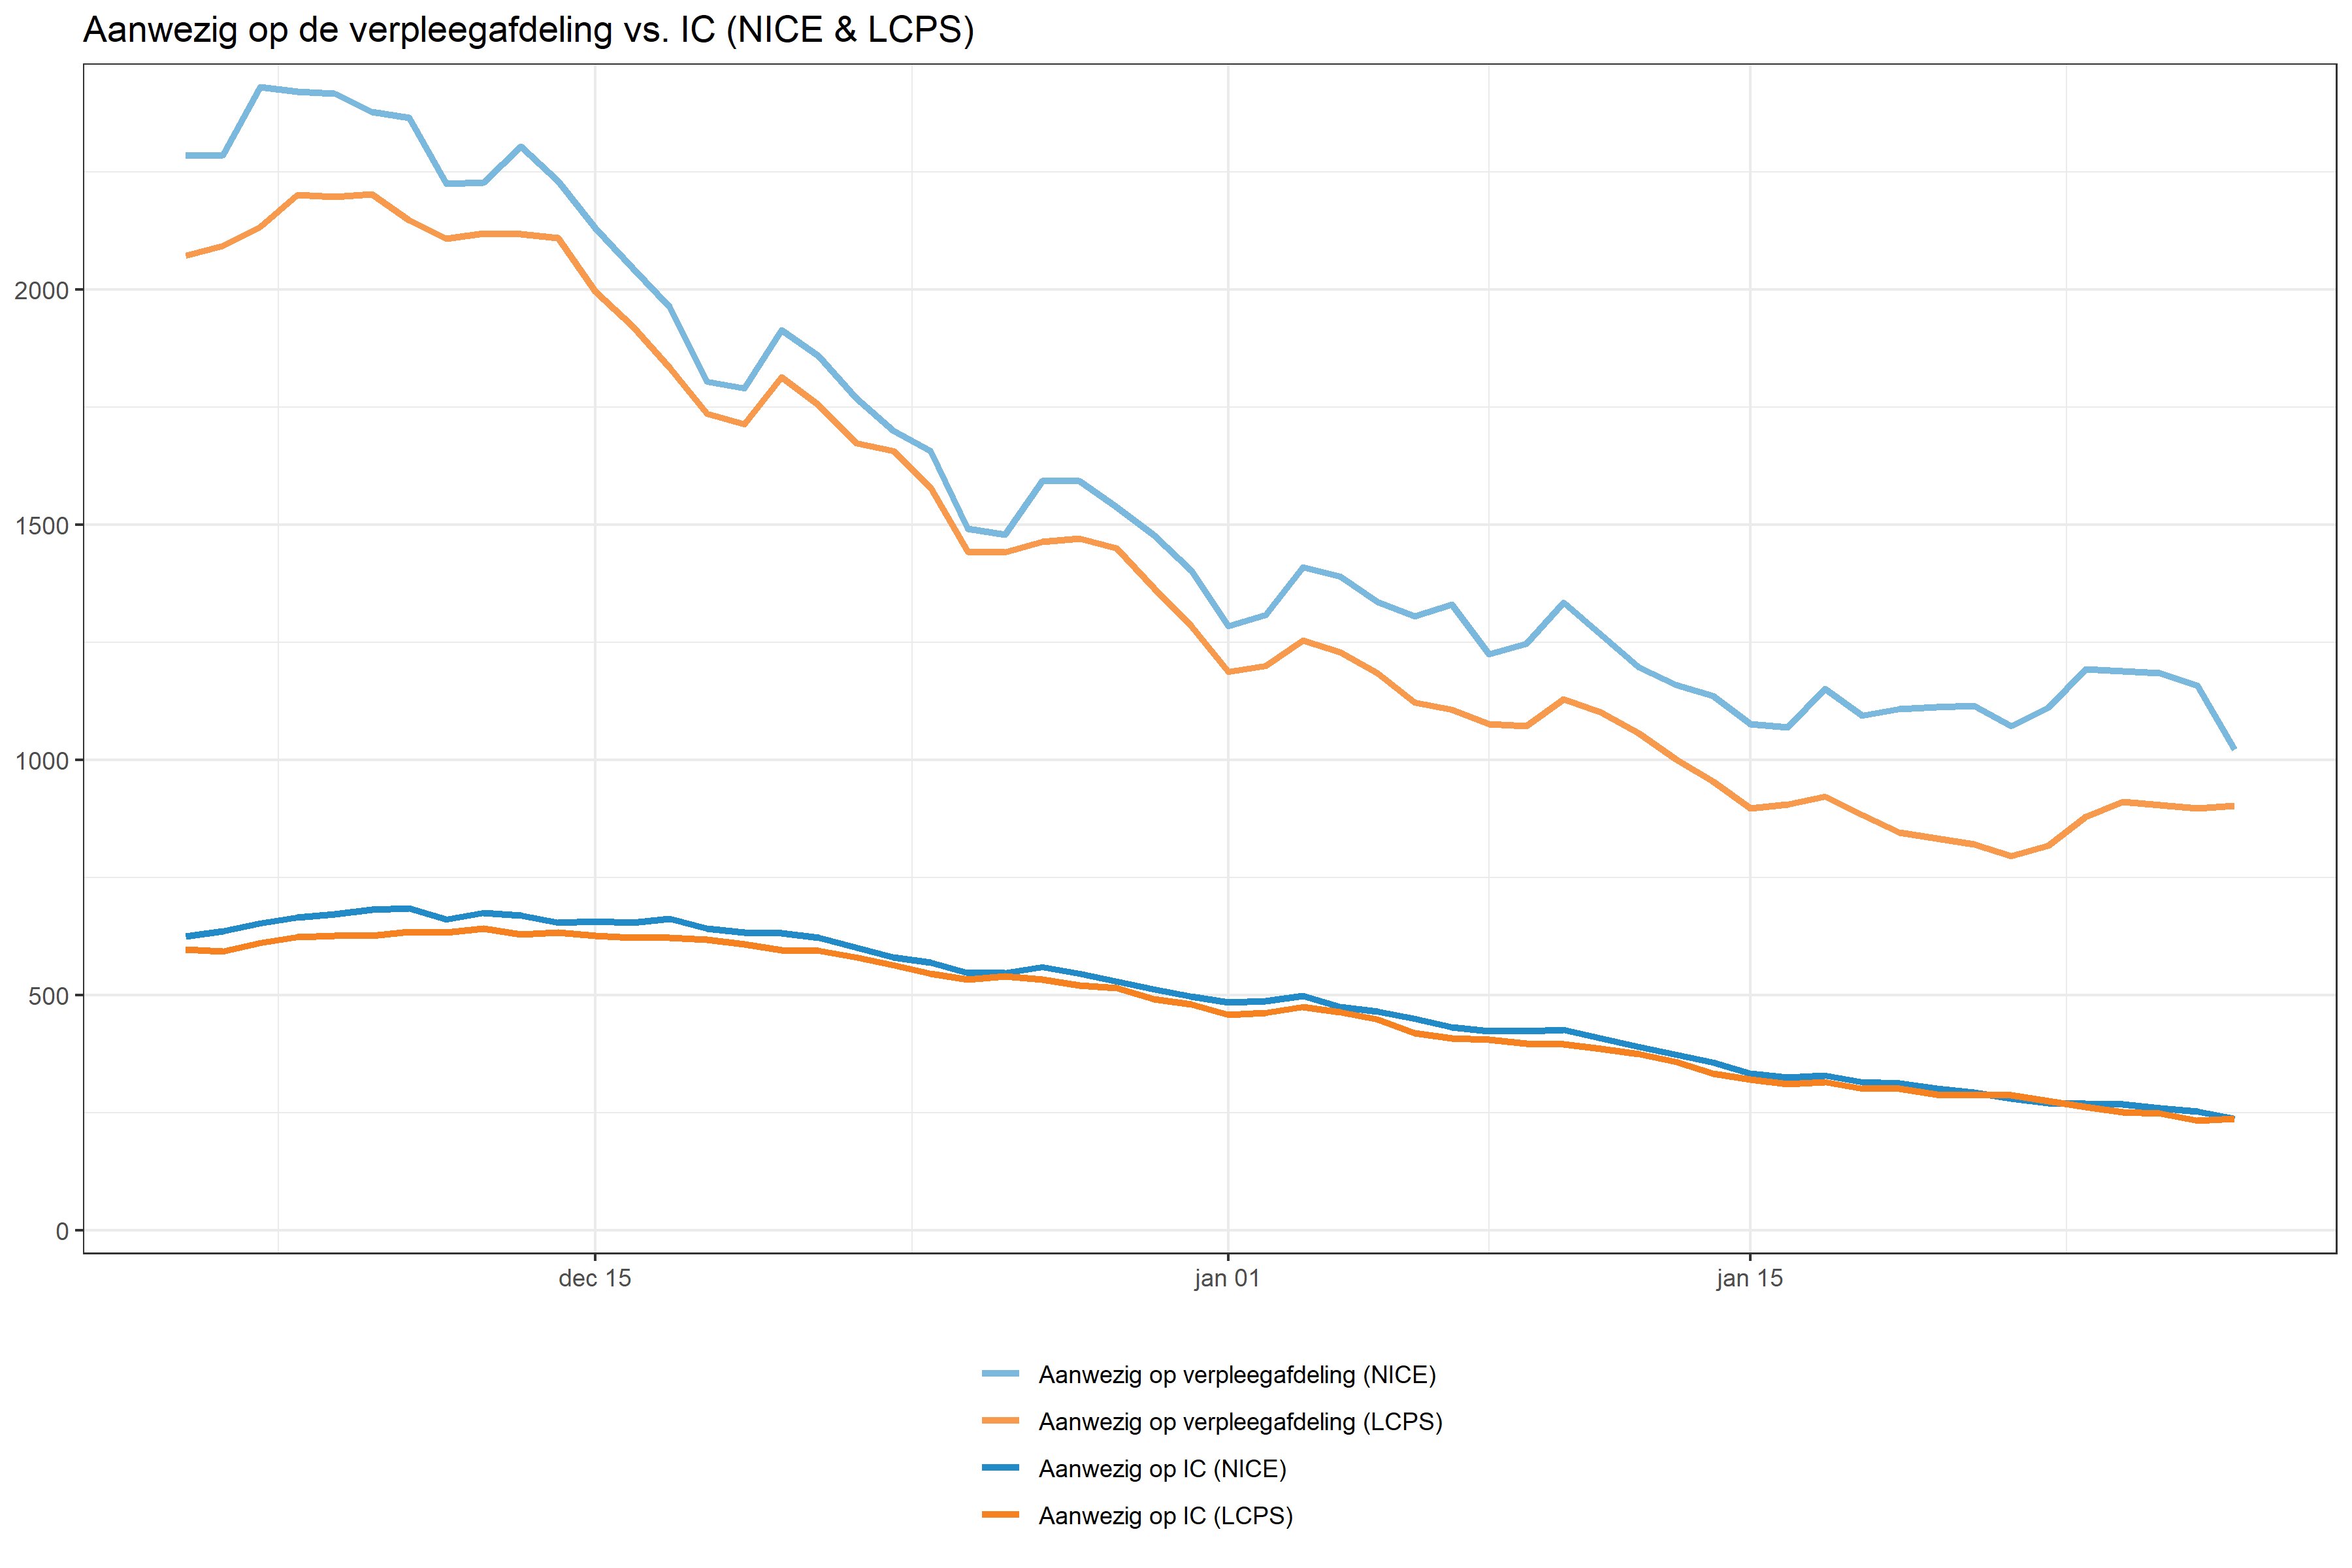 Aanwezig op de verpleegafdeling vs. IC (NICE & LCPS)
2000
1500
1000
500
0
dec 15
jan 01
jan 15
Aanwezig op verpleegafdeling (NICE)
Aanwezig op verpleegafdeling (LCPS)
Aanwezig op IC (NICE)
Aanwezig op IC (LCPS)